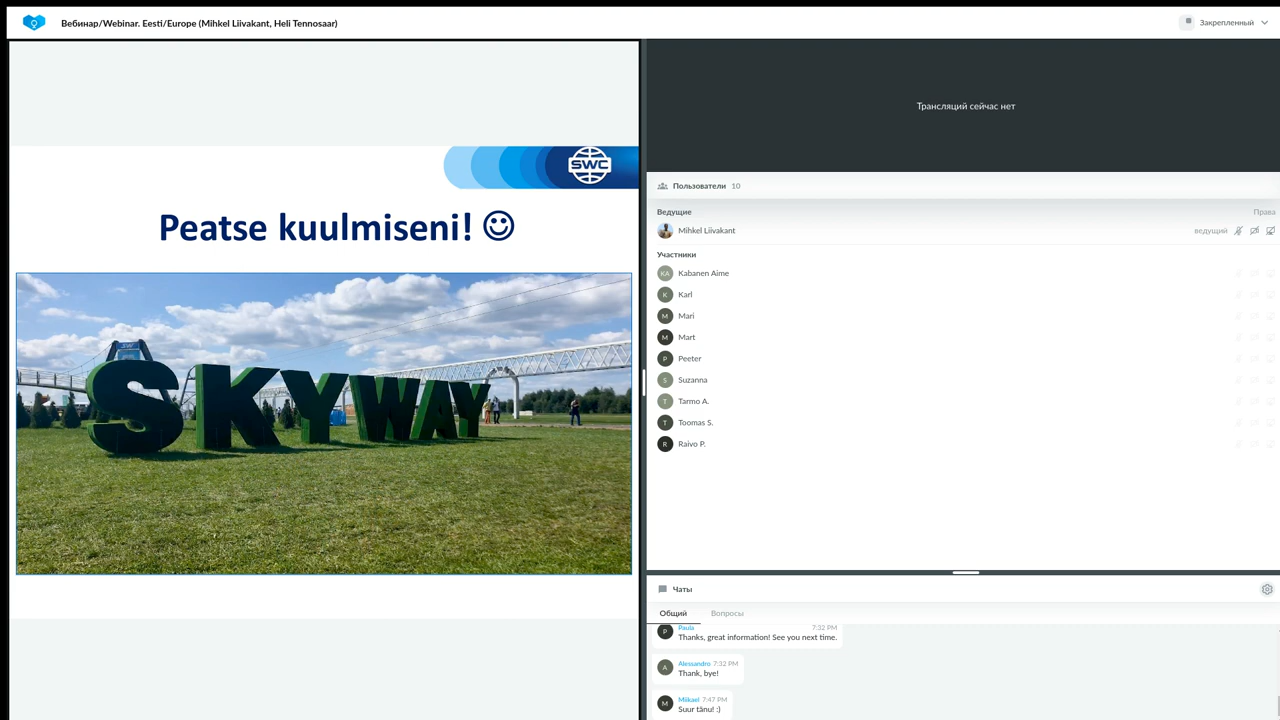 Вебинар/Webinar. Eesti/Europe (Mihkel Liivakant, Heli Tennosaar)
Закрепленный
SWC
Peatse kuulmiseni! ☺
SW
SKYWAY
Трансляций сейчас нет
Пользователи 10
Ведущие Права
Mihkel Liivakant ведущий
Участники
KA Kabanen Aime
K Karl
M Mari
M Mart
P Peeter
S Suzanna
T Tarmo A.
T Toomas S.
R Raivo P.
Чаты
Общий Вопросы
Paula 7:32 PM
P Thanks, great information! See you next time.
Alessandro 7:32 PM
A Thank, bye!
Miikael 7:47 PM
M Suur tänu! :)